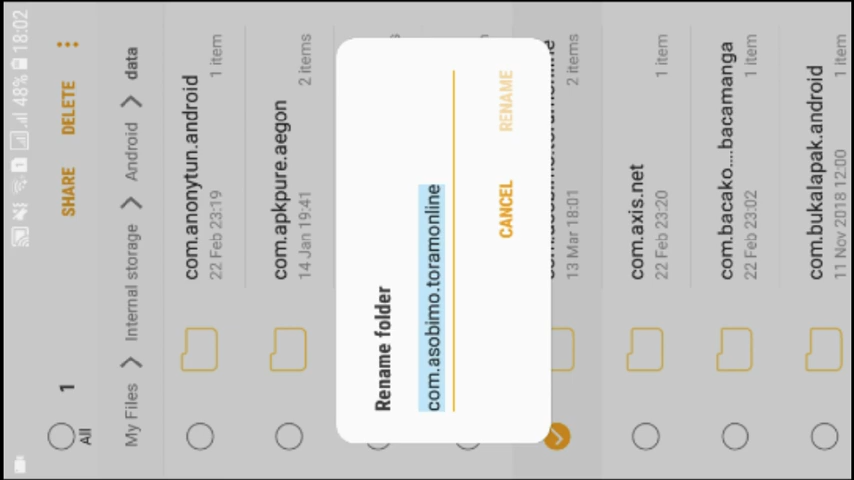 48% 18:02
1
All
SHARE DELETE
My Files > Internal storage > Android > data
com.anonytun.android
22 Feb 23:19 1 item
com.apkpure.aegon
14 Jan 19:41 2 items
Rename folder
com.asobimo.toramonline
CANCEL RENAME
13 Mar 18:01 2 items
com.axis.net
22 Feb 23:20 1 item
com.bacako....bacamanga
22 Feb 23:02 1 item
com.bukalapak.android
11 Nov 2018 12:00 1 item